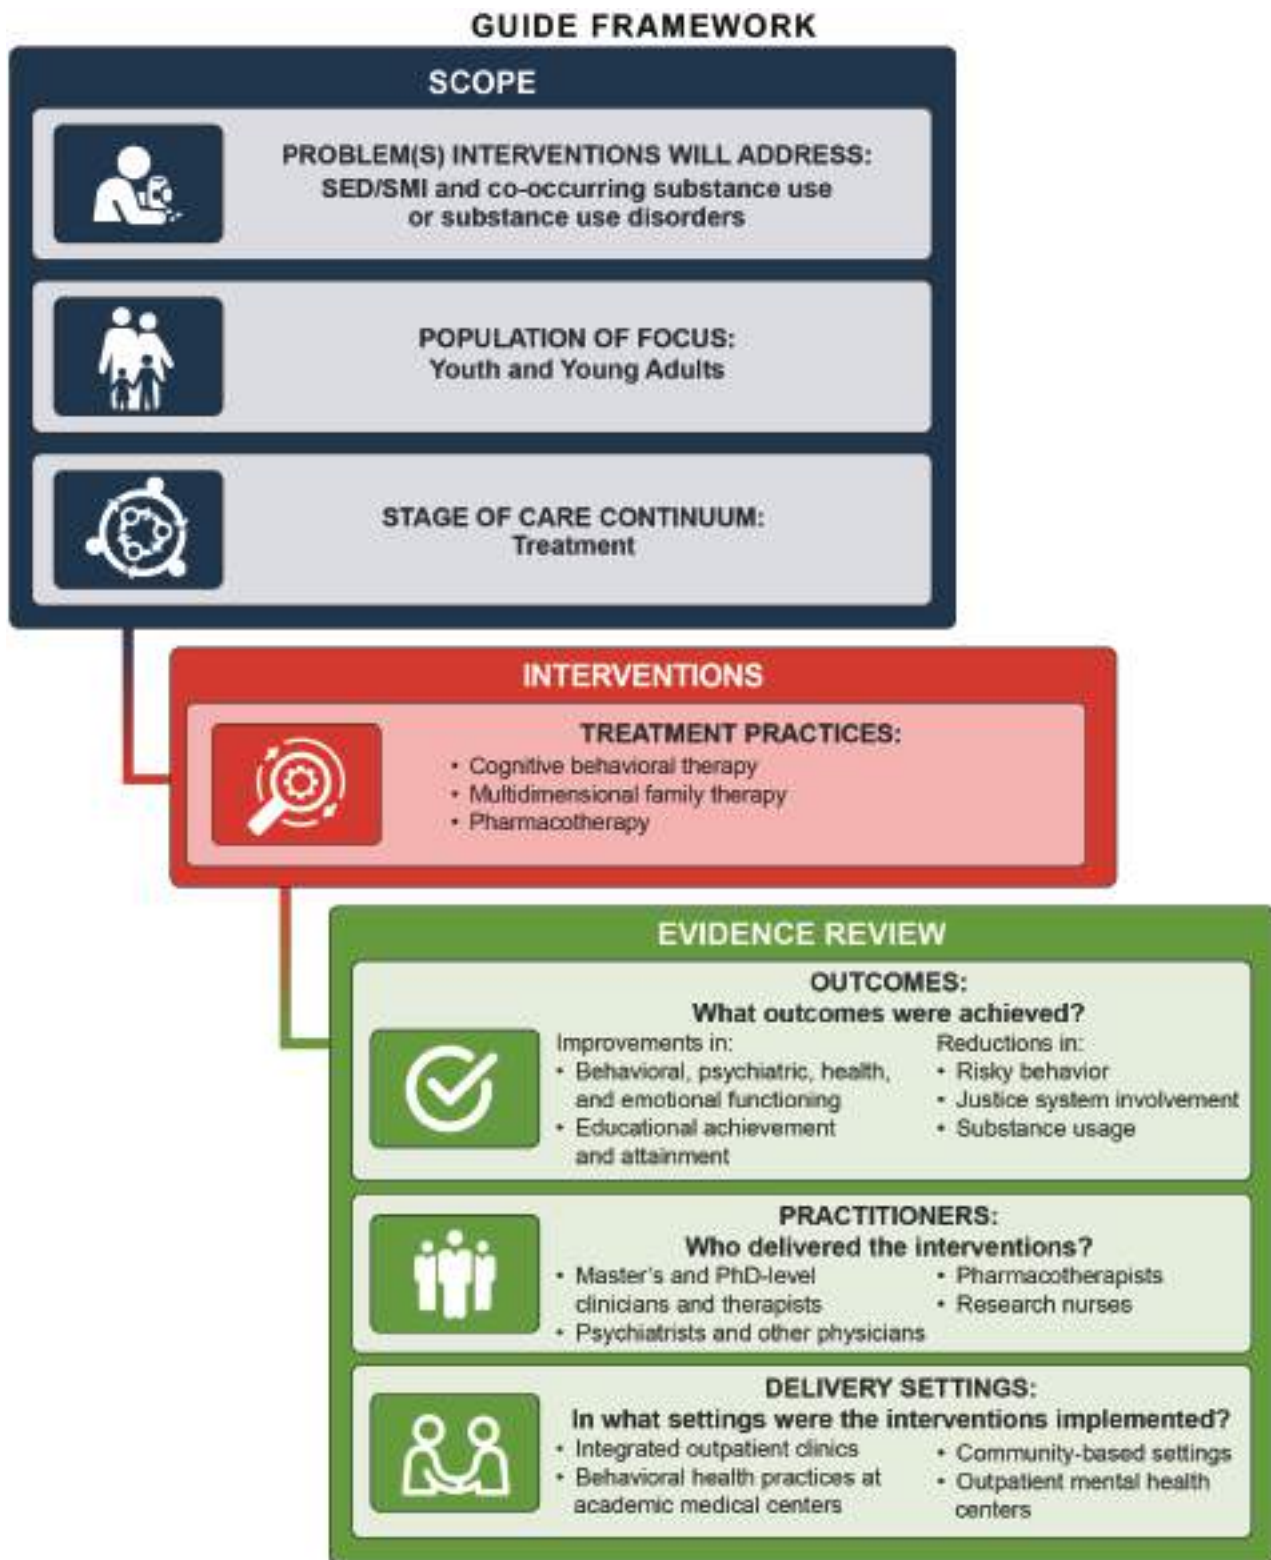 GUIDE FRAMEWORK
SCOPE
PROBLEM(S) INTERVENTIONS WILL ADDRESS:
SED/SMI and co-occurring substance use
or substance use disorders
POPULATION OF FOCUS:
Youth and Young Adults
STAGE OF CARE CONTINUUM:
Treatment
INTERVENTIONS
TREATMENT PRACTICES:
• Cognitive behavioral therapy
• Multidimensional family therapy
• Pharmacotherapy
EVIDENCE REVIEW
OUTCOMES:
What outcomes were achieved?
Improvements in:
• Behavioral, psychiatric, health,
and emotional functioning
• Educational achievement
and attainment
Reductions in:
• Risky behavior
• Justice system involvement
• Substance usage
PRACTITIONERS:
Who delivered the interventions?
• Master's and PhD-level
clinicians and therapists
• Psychiatrists and other physicians
• Pharmacotherapists
• Research nurses
DELIVERY SETTINGS:
In what settings were the interventions implemented?
• Integrated outpatient clinics
• Behavioral health practices at
academic medical centers
• Community-based settings
• Outpatient mental health
centers